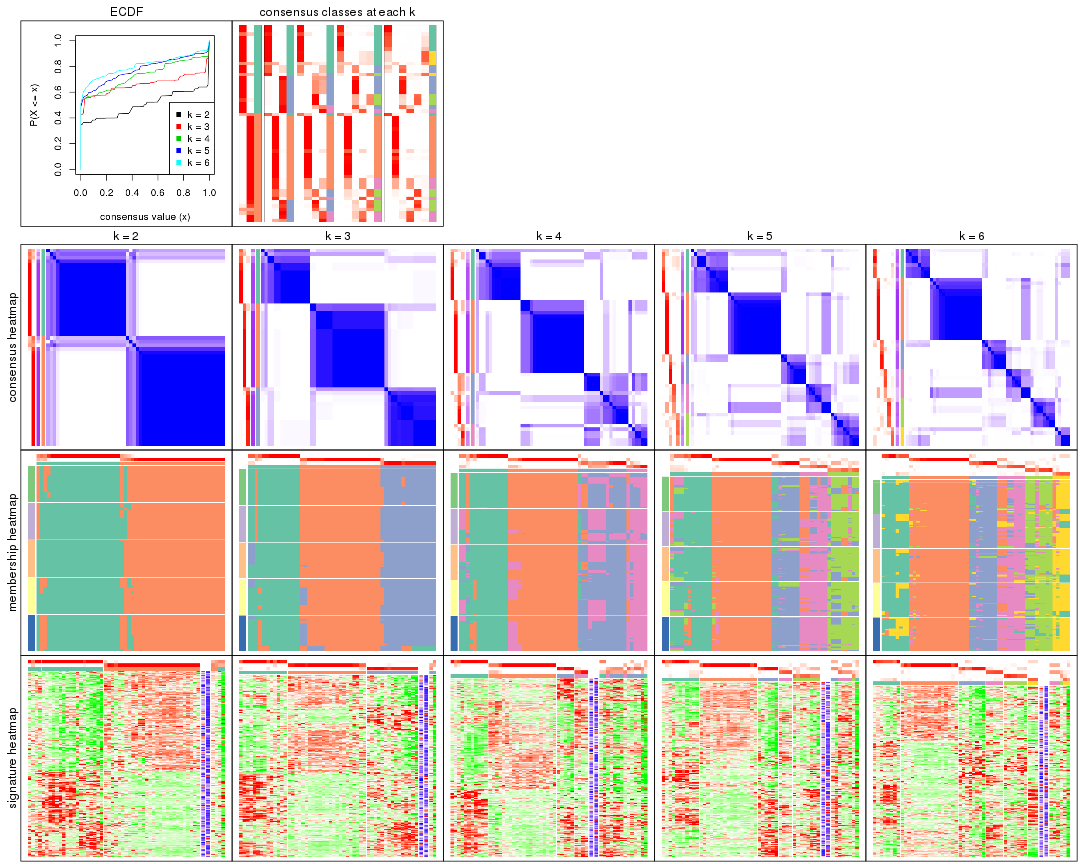 ECDF
consensus classes at each k
P(X <= x)
0.0 0.2 0.4 0.6 0.8 1.0
k = 2
k = 3
k = 4
k = 5
k = 6
0.0 0.2 0.4 0.6 0.8 1.0
consensus value (x)
k = 2 k = 3 k = 4 k = 5 k = 6
consensus heatmap
membership heatmap
signature heatmap